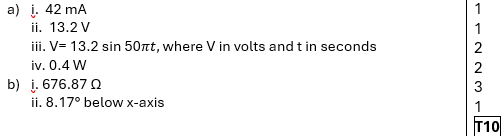 a) i. 42 mA 1
ii. 13.2 V 1
iii. V= 13.2 sin 50πt, where V in volts and t in seconds 2
iv. 0.4 W 2
b) i. 676.87 Ω 3
ii. 8.17° below x-axis 1
T10